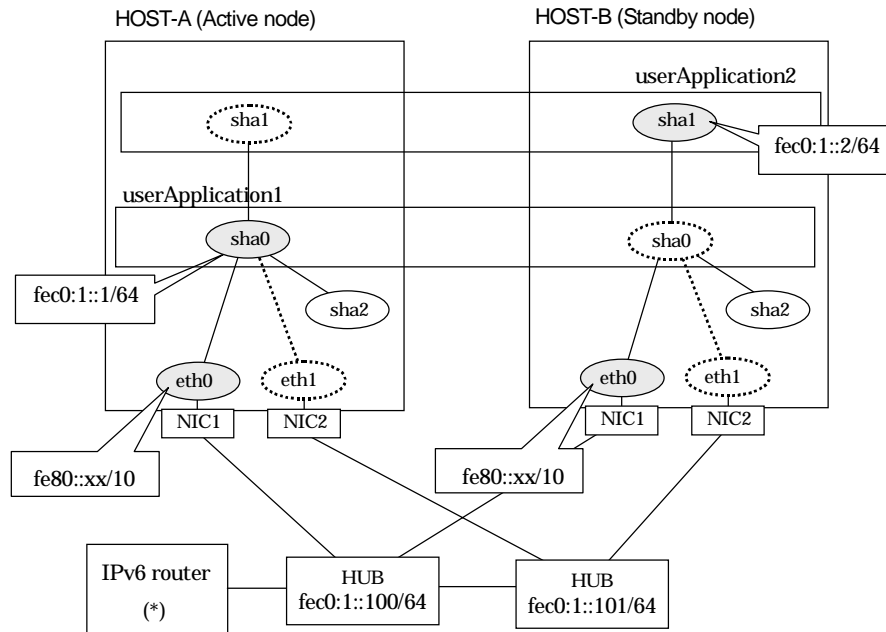 HOST-A (Active node)
HOST-B (Standby node)
userApplication2
sha1
sha1
fec0:1::2/64
userApplication1
sha0
sha0
fec0:1::1/64
sha2
sha2
eth0
eth1
eth0
eth1
NIC1
NIC2
NIC1
NIC2
fe80::xx/10
fe80::xx/10
IPv6 router
(*)
HUB
fec0:1::100/64
HUB
fec0:1::101/64